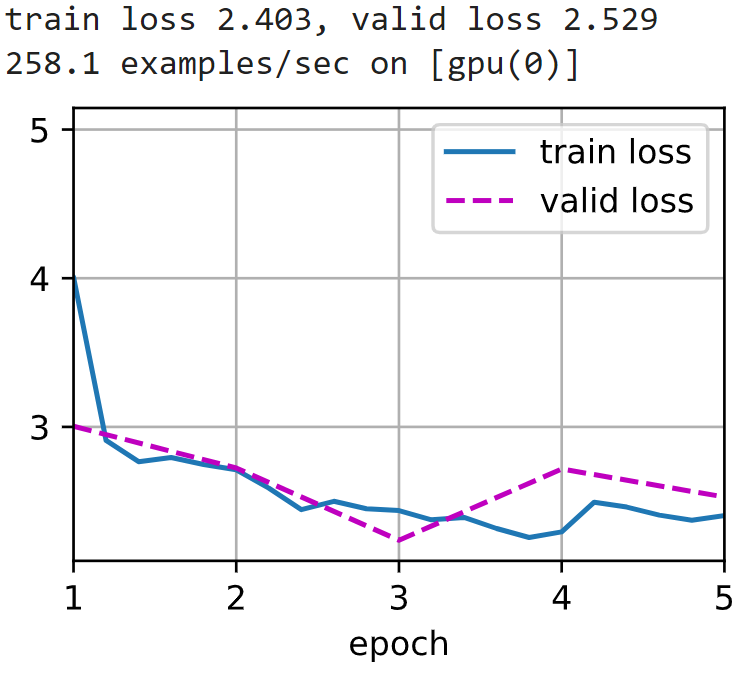 train loss 2.403, valid loss 2.529
258.1 examples/sec on [gpu(0)]
5
train loss
valid loss
4
3
1 2 3 4 5
epoch